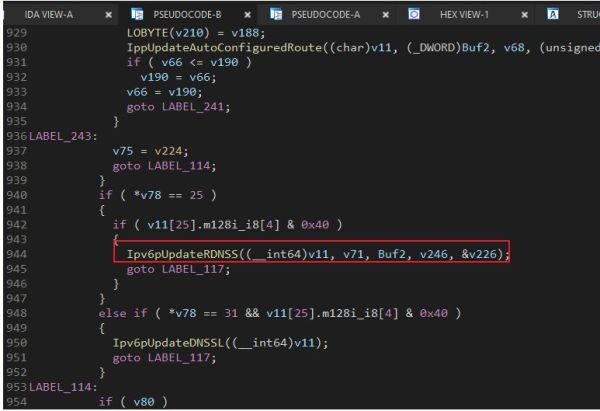 IDA VIEW-A PSEUDOCODE-B PSEUDOCODE-A HEX VIEW-1 STRUC
929 LOBYTE(v210) = v188;
930 IppUpdateAutoConfiguredRoute((char)v11, (_DWORD)Buf2, v68, (unsigned
931 if ( v66 <= v190 )
932 v190 = v66;
933 v66 = v190;
934 goto LABEL_241;
935 }
936 LABEL_243:
937 v75 = v224;
938 goto LABEL_114;
939 }
940 if ( *v78 == 25 )
941 {
942 if ( v11[25].m128i_i8[4] & 0x40 )
943 {
944 Ipv6pUpdateRDNSS((__int64)v11, v71, Buf2, v246, &v226);
945 goto LABEL_117;
946 }
947 }
948 else if ( *v78 == 31 && v11[25].m128i_i8[4] & 0x40 )
949 {
950 Ipv6pUpdateDNSSL((__int64)v11);
951 goto LABEL_117;
952 }
953 LABEL_114:
954 if ( v80 )